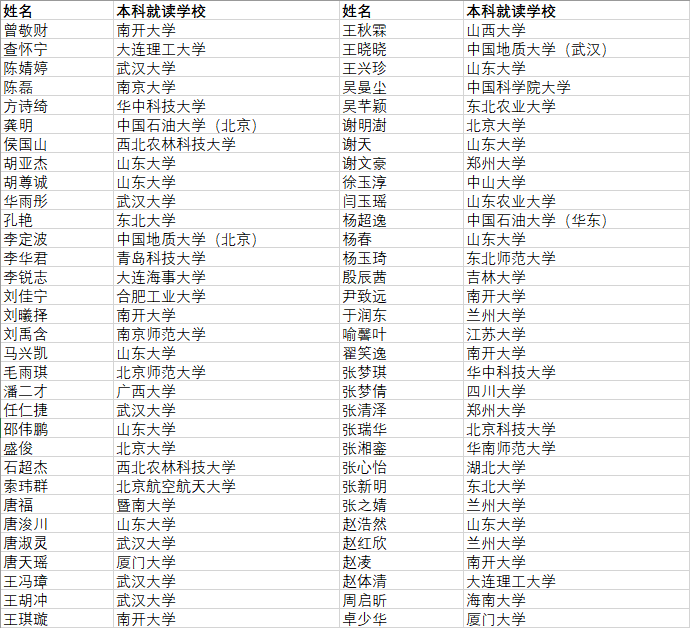 姓名 本科就读学校 姓名 本科就读学校
曾敬财 南开大学 王秋霖 山西大学
查怀宁 大连理工大学 王晓晓 中国地质大学（武汉）
陈婧婷 武汉大学 王兴珍 山东大学
陈磊 南京大学 吴曼尘 中国科学院大学
方诗绮 华中科技大学 吴芊颖 东北农业大学
龚明 中国石油大学（北京） 谢明澍 北京大学
侯国山 西北农林科技大学 谢天 山东大学
胡亚杰 山东大学 谢文豪 郑州大学
胡尊诚 山东大学 徐玉淳 中山大学
华雨彤 武汉大学 闫玉瑶 山东农业大学
孔艳 东北大学 杨超逸 中国石油大学（华东）
李定波 中国地质大学（北京） 杨春 山东大学
李华君 青岛科技大学 杨玉琦 东北师范大学
李锐志 大连海事大学 殷辰茜 吉林大学
刘佳宁 合肥工业大学 尹致远 南开大学
刘曦择 南开大学 于润东 兰州大学
刘禹含 南京师范大学 喻馨叶 江苏大学
马兴凯 山东大学 翟笑逸 南开大学
毛雨琪 北京师范大学 张梦琪 华中科技大学
潘二才 广西大学 张梦倩 四川大学
任仁捷 武汉大学 张清泽 郑州大学
邵伟鹏 山东大学 张瑞华 北京科技大学
盛俊 北京大学 张湘銮 华南师范大学
石超杰 西北农林科技大学 张心怡 湖北大学
索玮群 北京航空航天大学 张新明 东北大学
唐福 暨南大学 张之婧 兰州大学
唐浚川 山东大学 赵浩然 山东大学
唐淑灵 武汉大学 赵红欣 兰州大学
唐天瑶 厦门大学 赵凌 南开大学
王冯璋 武汉大学 赵体清 大连理工大学
王胡冲 武汉大学 周启昕 海南大学
王琪璇 南开大学 卓少华 厦门大学